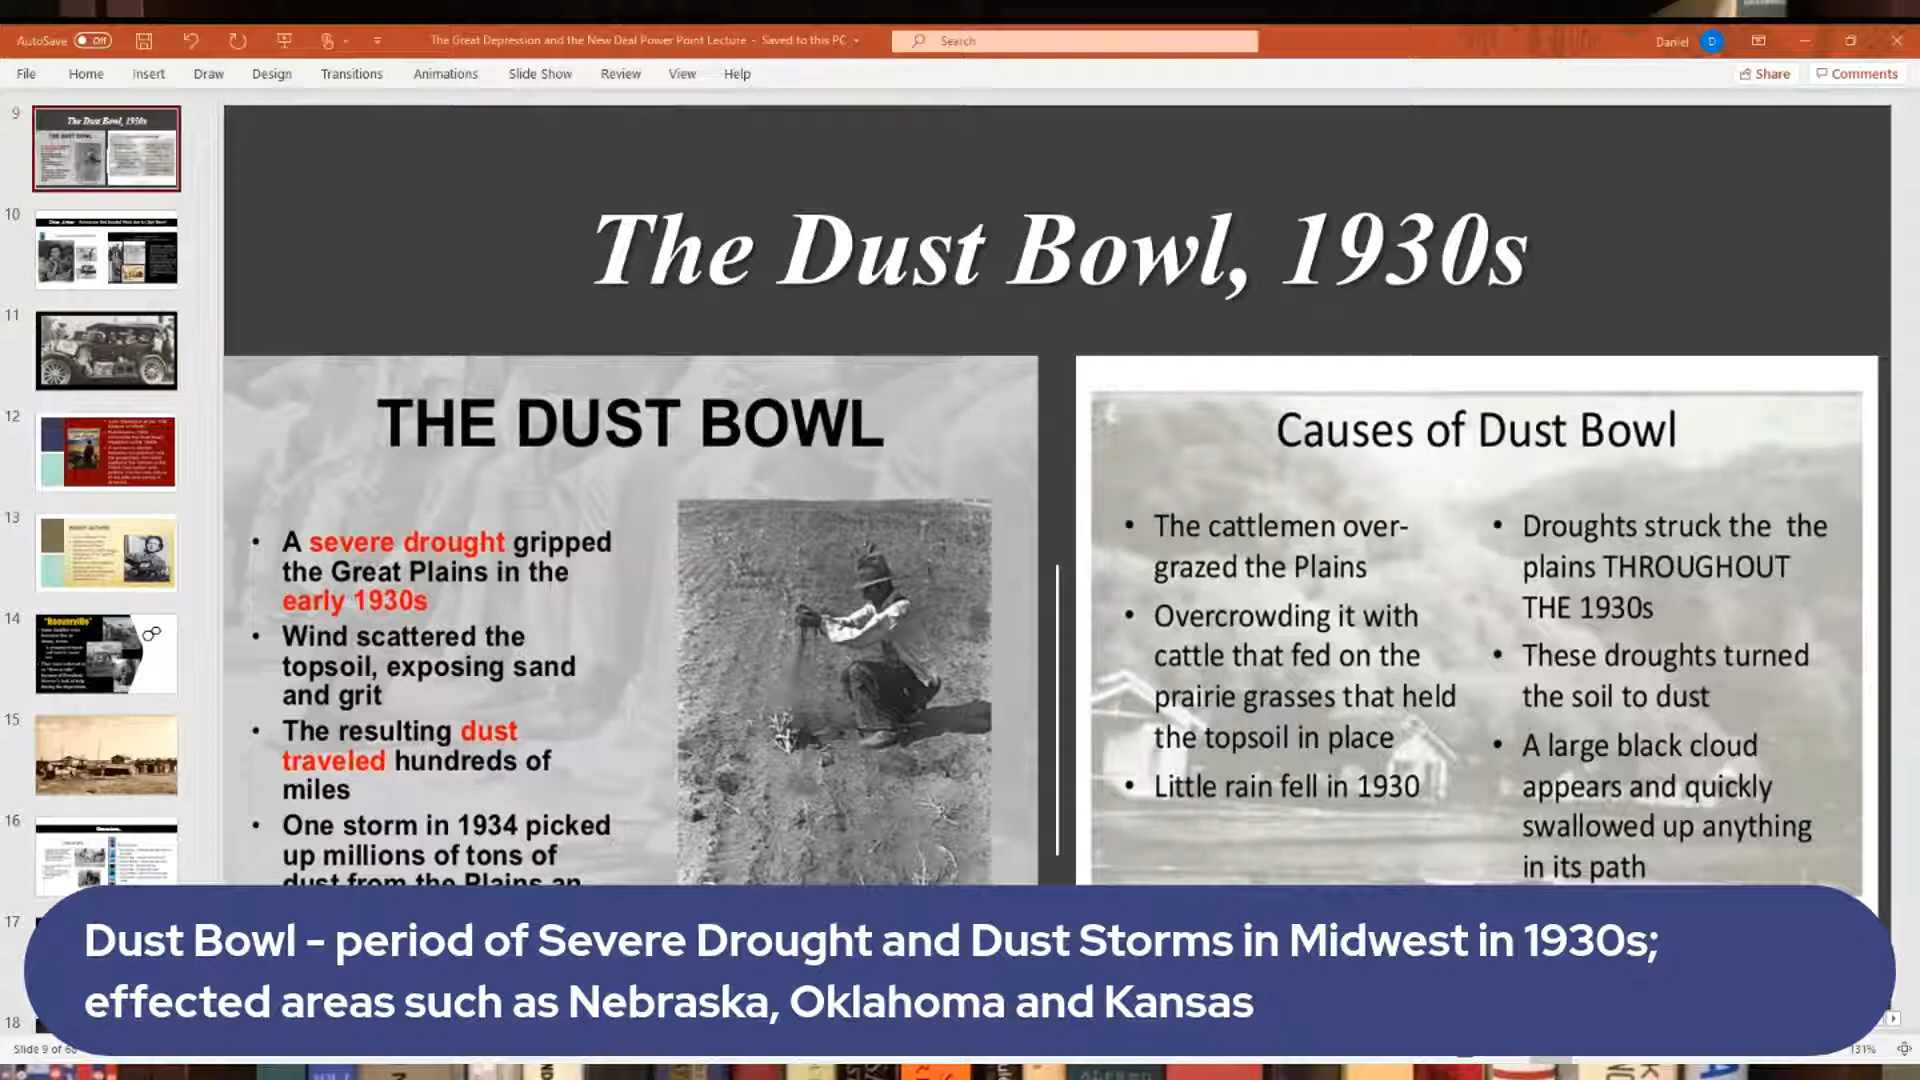 AutoSave Off
The Great Depression and the New Deal Power Point Lecture - Saved to this PC
Search
Daniel D
File Home Insert Draw Design Transitions Animations Slide Show Review View Help
Share Comments
9
The Dust Bowl, 1930s
THE DUST BOWL
10
11
12
13
14
"Hooverville"
15
16
17
18
The Dust Bowl, 1930s
THE DUST BOWL
• A severe drought gripped
the Great Plains in the
early 1930s
• Wind scattered the
topsoil, exposing sand
and grit
• The resulting dust
traveled hundreds of
miles
• One storm in 1934 picked
up millions of tons of
dust from the Plains an
Causes of Dust Bowl
• The cattlemen over-
grazed the Plains
• Overcrowding it with
cattle that fed on the
prairie grasses that held
the topsoil in place
• Little rain fell in 1930
• Droughts struck the the
plains THROUGHOUT
THE 1930s
• These droughts turned
the soil to dust
• A large black cloud
appears and quickly
swallowed up anything
in its path
Dust Bowl - period of Severe Drought and Dust Storms in Midwest in 1930s;
effected areas such as Nebraska, Oklahoma and Kansas
Slide 9 of
131%